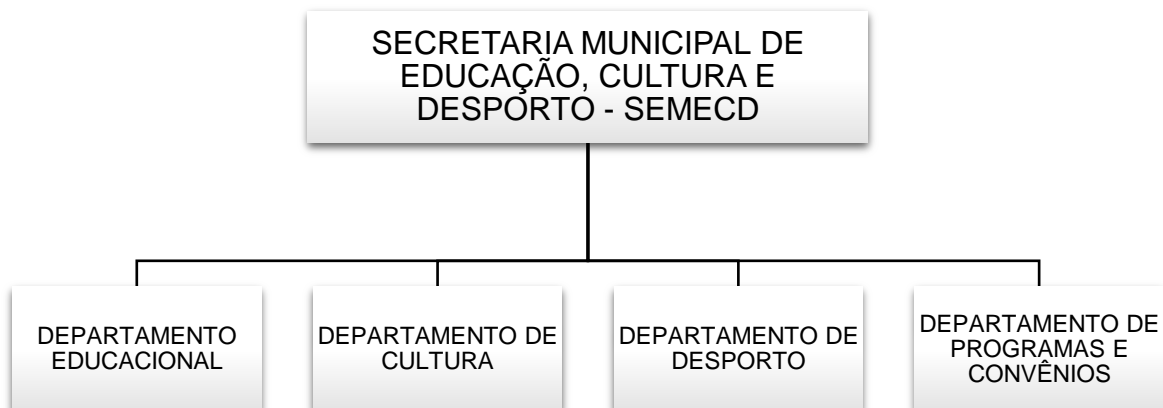 SECRETARIA MUNICIPAL DE
EDUCAÇÃO, CULTURA E
DESPORTO - SEMECD
DEPARTAMENTO
EDUCACIONAL
DEPARTAMENTO DE
CULTURA
DEPARTAMENTO DE
DESPORTO
DEPARTAMENTO DE
PROGRAMAS E
CONVÊNIOS